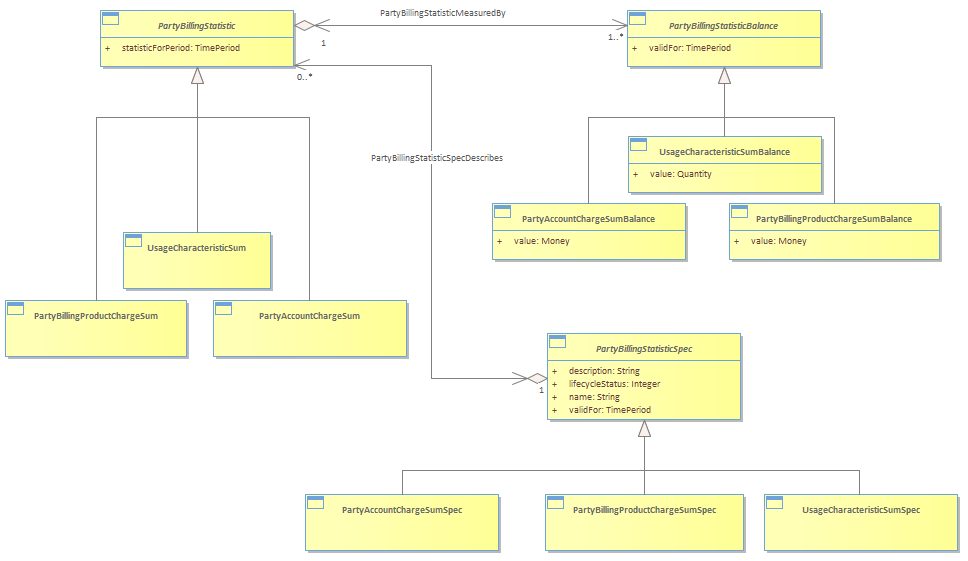 PartyBillingStatisticMeasuredBy
PartyBillingStatistic
+ statisticForPeriod: TimePeriod
1
1..*
PartyBillingStatisticBalance
+ validFor: TimePeriod
0..*
PartyBillingStatisticSpecDescribes
UsageCharacteristicSumBalance
+ value: Quantity
PartyAccountChargeSumBalance
+ value: Money
PartyBillingProductChargeSumBalance
+ value: Money
UsageCharacteristicSum
PartyBillingProductChargeSum
PartyAccountChargeSum
PartyBillingStatisticSpec
+ description: String
+ lifecycleStatus: Integer
+ name: String
+ validFor: TimePeriod
1
PartyAccountChargeSumSpec
PartyBillingProductChargeSumSpec
UsageCharacteristicSumSpec